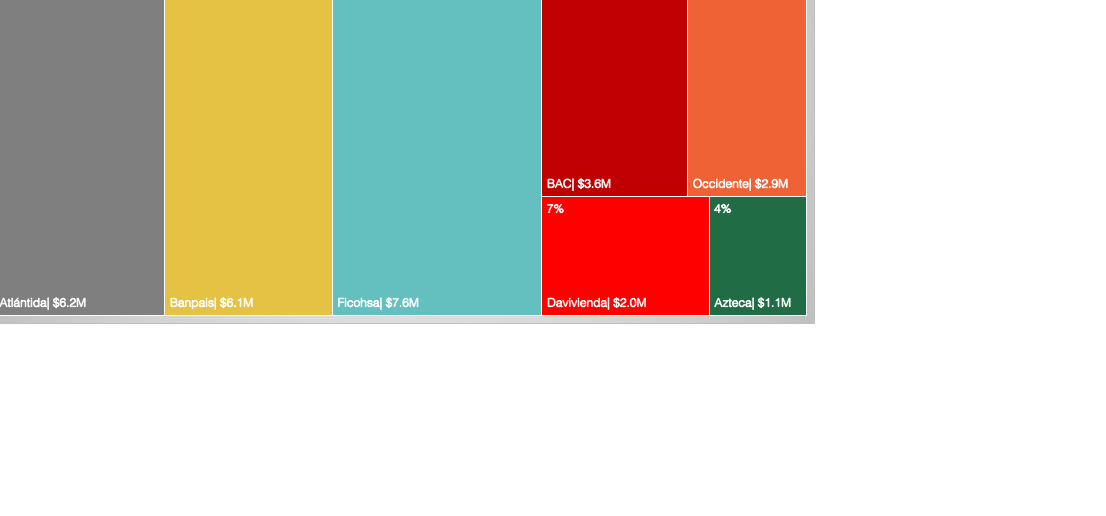 BAC| $3.6M
Occidente| $2.9M
7%
4%
Atlántida| $6.2M
Banpais| $6.1M
Ficohsa| $7.6M
Davivienda| $2.0M
Azteca| $1.1M